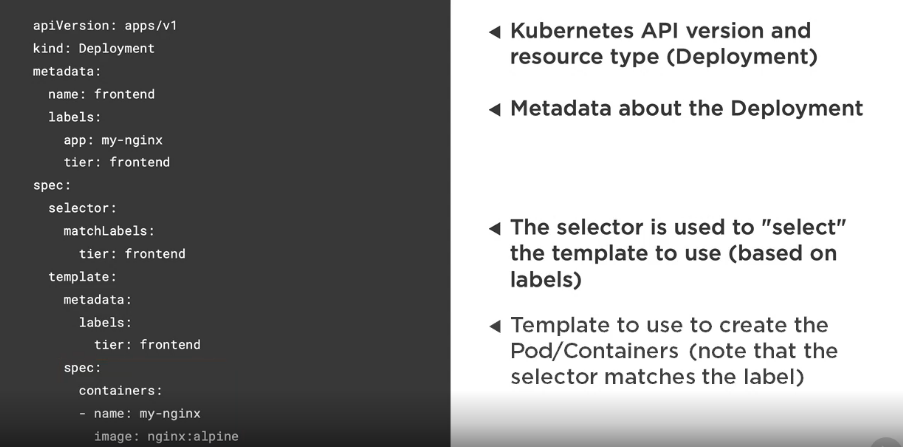 apiVersion: apps/v1
kind: Deployment
metadata:
  name: frontend
  labels:
    app: my-nginx
    tier: frontend
spec:
  selector:
    matchLabels:
      tier: frontend
  template:
    metadata:
      labels:
        tier: frontend
    spec:
      containers:
      - name: my-nginx
        image: nginx:alpine
Kubernetes API version and
resource type (Deployment)
Metadata about the Deployment
The selector is used to "select"
the template to use (based on
labels)
Template to use to create the
Pod/Containers (note that the
selector matches the label)